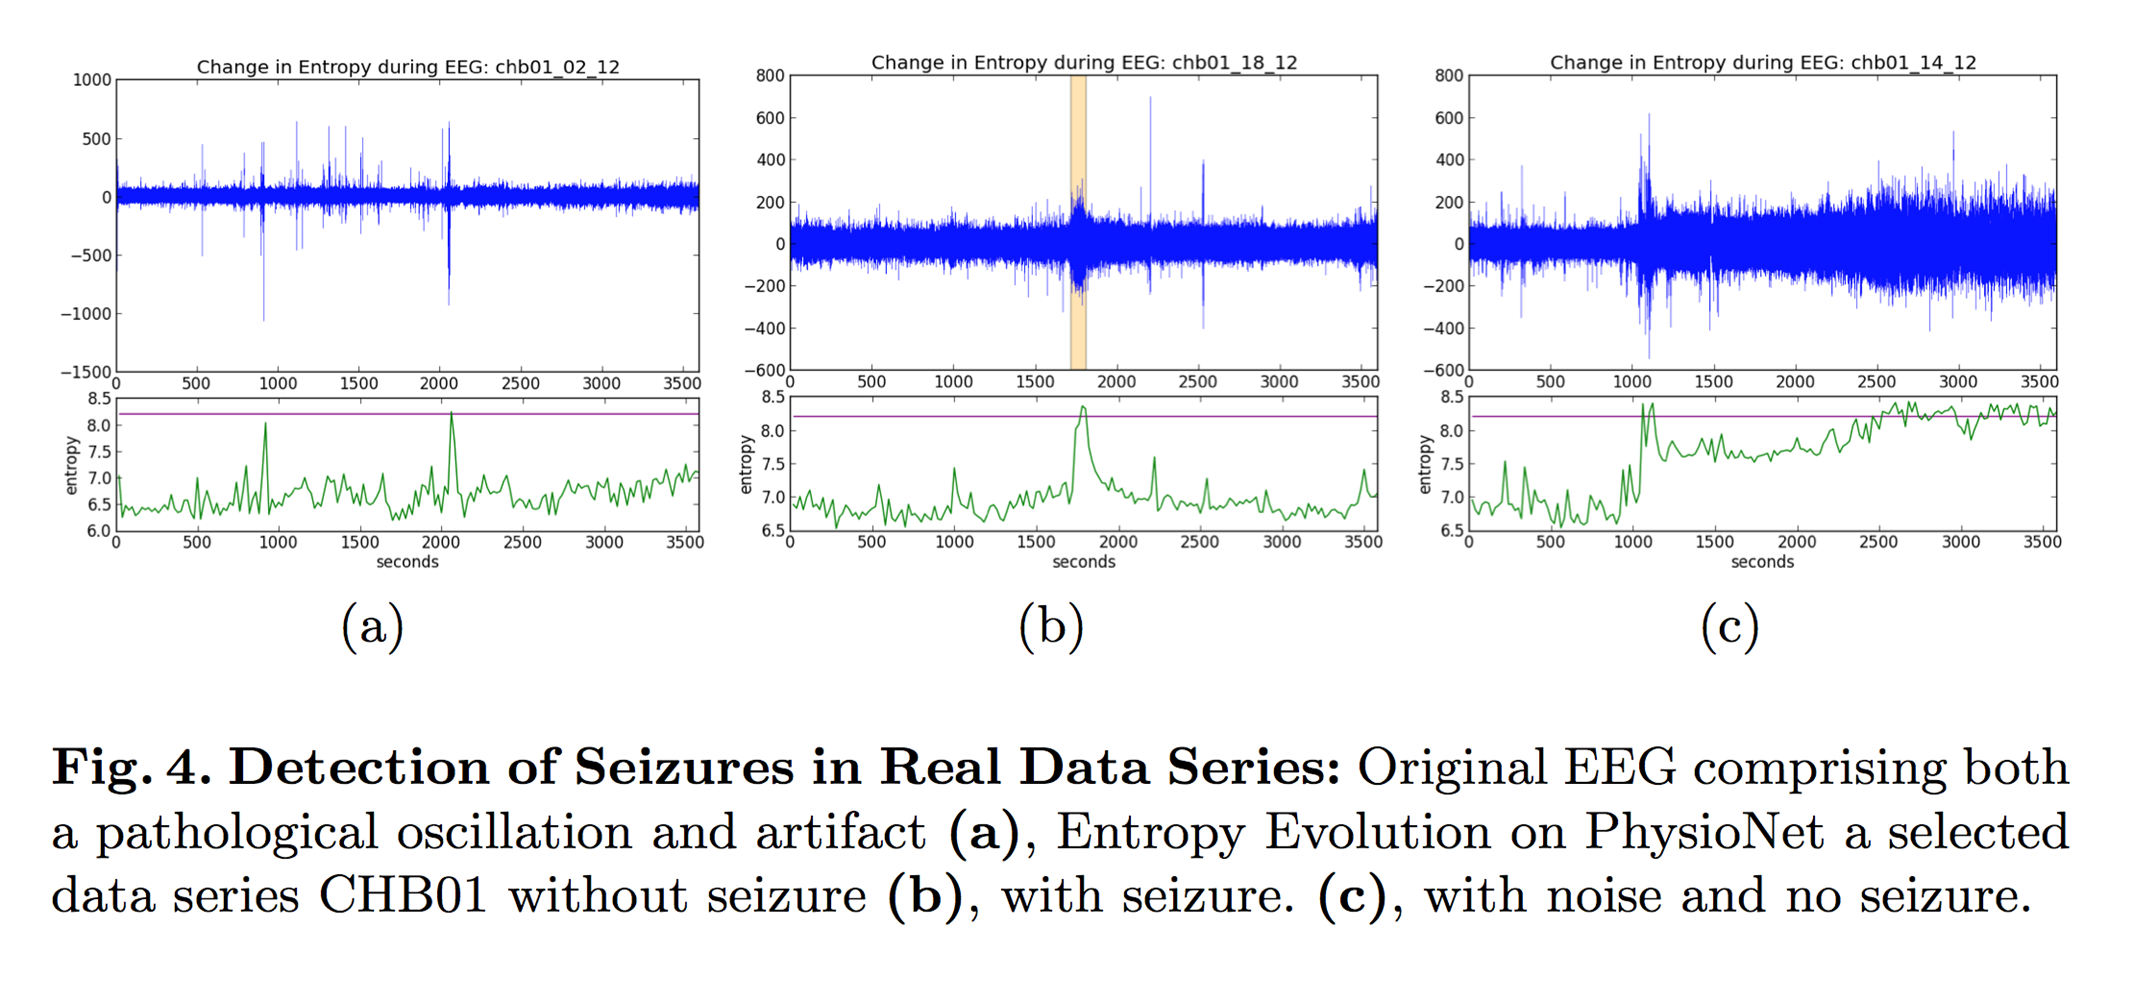 Change in Entropy during EEG: chb01_02_12
1000
500
0
−500
−1000
−1500
0 500 1000 1500 2000 2500 3000 3500
8.5
8.0
7.5
7.0
6.5
6.0
entropy
0 500 1000 1500 2000 2500 3000 3500
seconds
(a)
Change in Entropy during EEG: chb01_18_12
800
600
400
200
0
−200
−400
−600
0 500 1000 1500 2000 2500 3000 3500
8.5
8.0
7.5
7.0
6.5
entropy
0 500 1000 1500 2000 2500 3000 3500
seconds
(b)
Change in Entropy during EEG: chb01_14_12
800
600
400
200
0
−200
−400
−600
0 500 1000 1500 2000 2500 3000 3500
8.5
8.0
7.5
7.0
6.5
entropy
0 500 1000 1500 2000 2500 3000 3500
seconds
(c)
Fig. 4. Detection of Seizures in Real Data Series: Original EEG comprising both
a pathological oscillation and artifact (a), Entropy Evolution on PhysioNet a selected
data series CHB01 without seizure (b), with seizure. (c), with noise and no seizure.